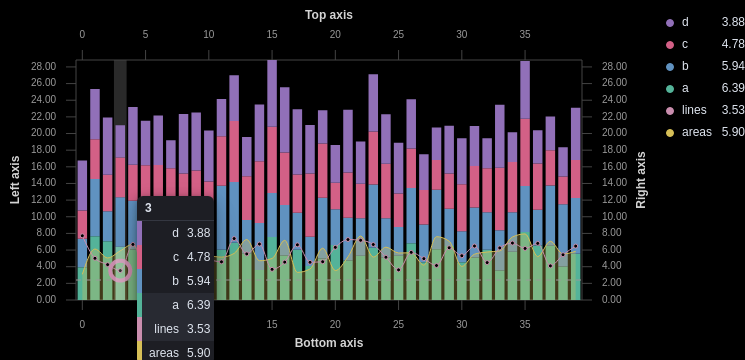 Top axis
0 5 10 15 20 25 30 35
28.00 28.00
26.00 26.00
24.00 24.00
22.00 22.00
20.00 20.00
18.00 18.00
16.00 16.00
14.00 14.00
12.00 12.00
10.00 10.00
8.00 8.00
6.00 6.00
4.00 4.00
2.00 2.00
0.00 0.00
Left axis
Right axis
0 15 20 25 30 35
Bottom axis
3
d 3.88
c 4.78
b 5.94
a 6.39
lines 3.53
areas 5.90
d 3.88
c 4.78
b 5.94
a 6.39
lines 3.53
areas 5.90